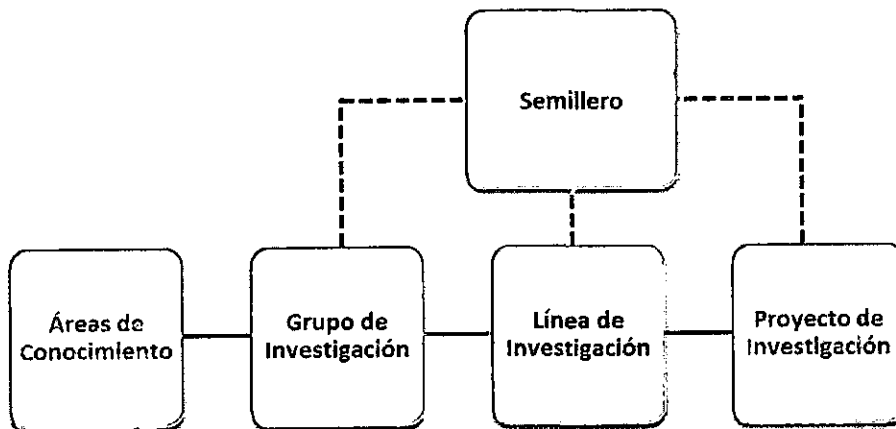 Semillero
Áreas de
Conocimiento
Grupo de
Investigación
Línea de
Investigación
Proyecto de
Investigación